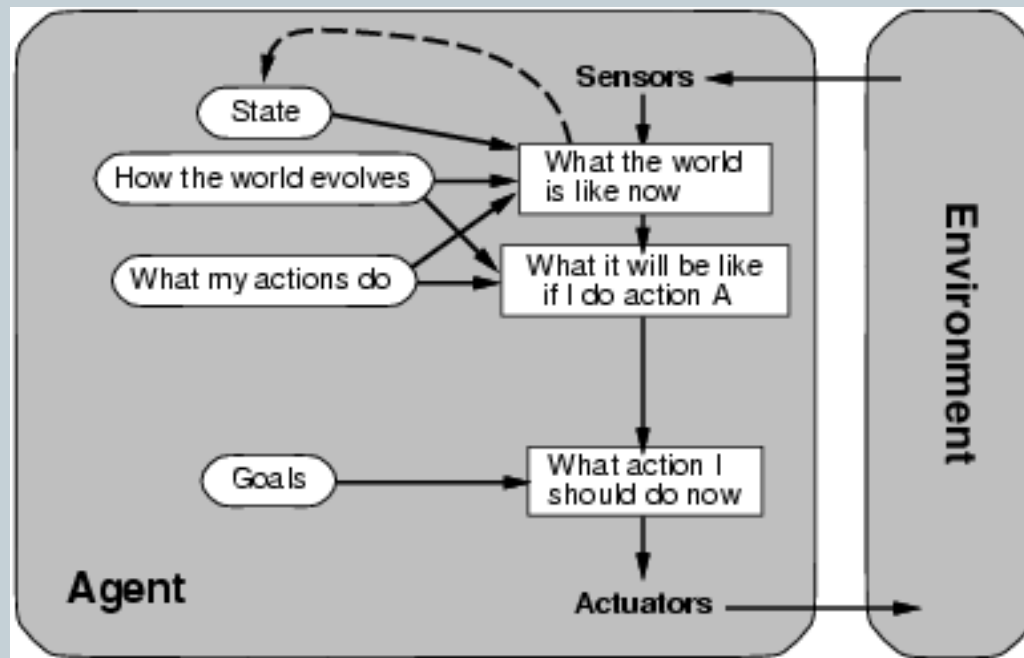 Sensors
State
What the world
is like now
How the world evolves
What it will be like
if I do action A
What my actions do
Environment
What action I
should do now
Goals
Agent
Actuators